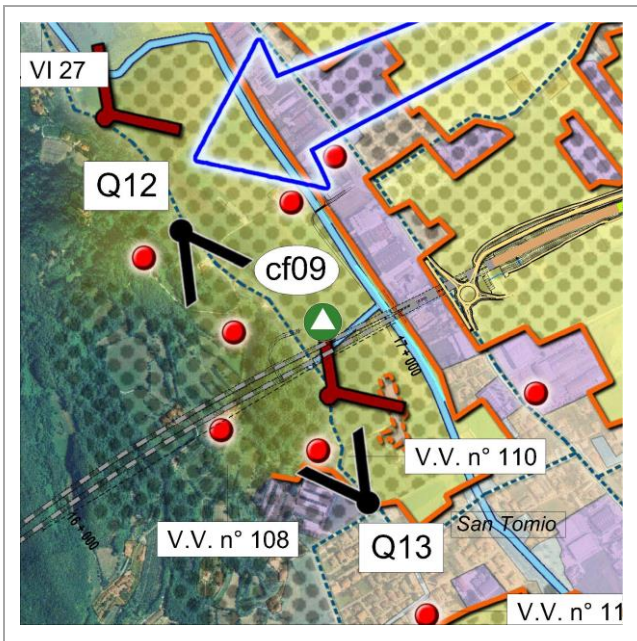 VI 27
Q12
cf09
17 + 000
V.V. n° 110
San Tomio
V.V. n° 108
Q13
16 + 000
V.V. n° 11